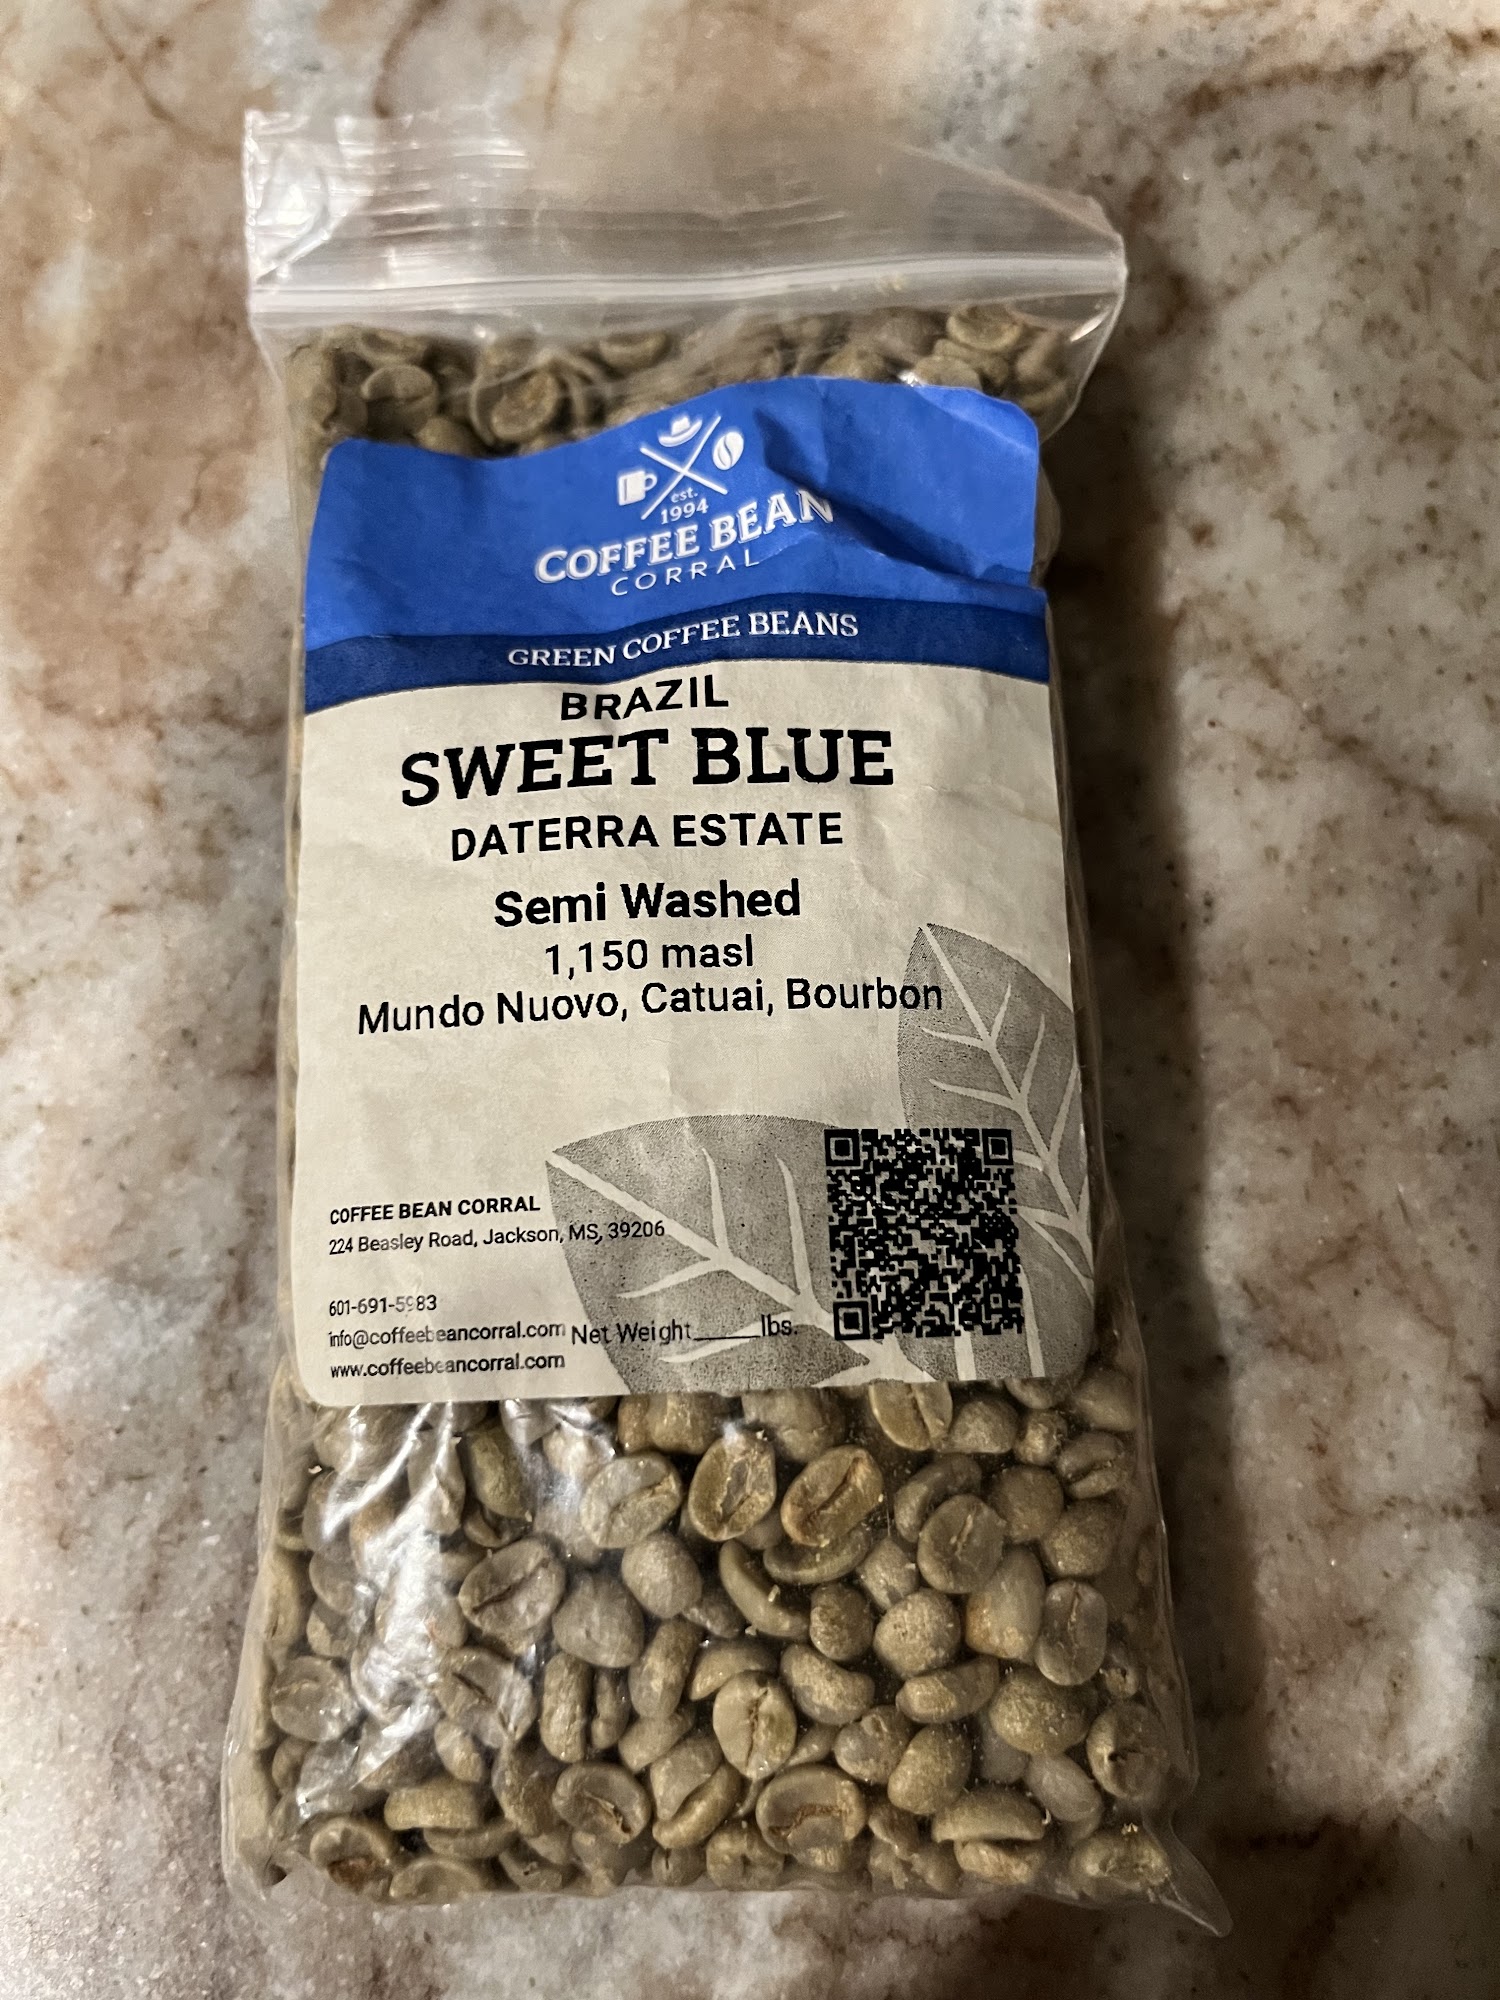 est.
1994
COFFEE BEAN
CORRAL
GREEN COFFEE BEANS
BRAZIL
SWEET BLUE
DATERRA ESTATE
Semi Washed
1,150 masl
Mundo Nuovo, Catuai, Bourbon
COFFEE BEAN CORRAL
224 Beasley Road, Jackson, MS, 39206
601-691-5983
info@coffeebeancorral.com Net Weight_____lbs.
www.coffeebeancorral.com